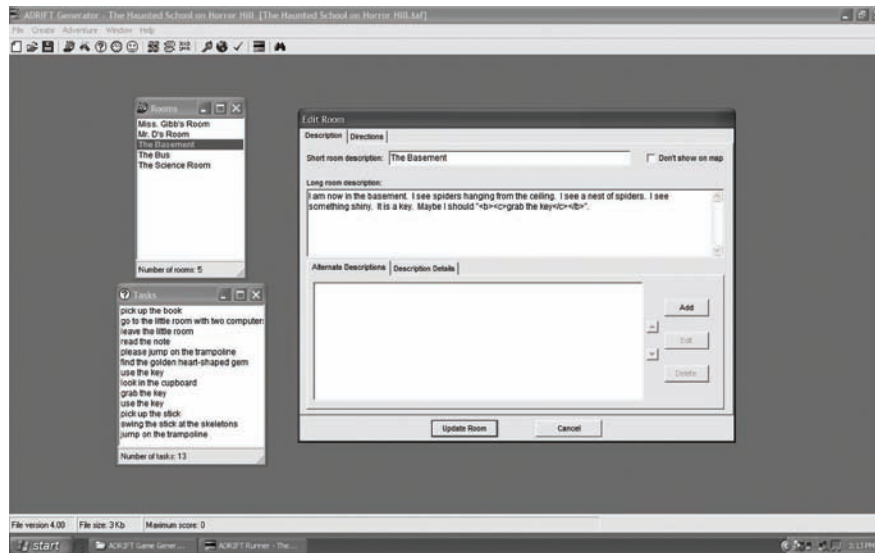 ADRIFT Generator - The Haunted School on Horror Hill [The Haunted School on Horror Hill.taf]
File Create Adventure Window Help
Rooms
Miss. Gibb's Room
Mr. D's Room
The Basement
The Bus
The Science Room
Number of rooms: 5
Tasks
pick up the book
go to the little room with two computer:
leave the little room
read the note
please jump on the trampoline
find the golden heart-shaped gem
use the key
look in the cupboard
grab the key
use the key
pick up the stick
swing the stick at the skeletons
jump on the trampoline
Number of tasks: 13
Edit Room
Description Directions
Short room description: The Basement Don't show on map
Long room description:
I am now in the basement. I see spiders hanging from the ceiling. I see a nest of spiders. I see
something shiny. It is a key. Maybe I should "<b><c>grab the key</c></b>".
Alternate Descriptions Description Details
Add
Edit
Delete
Update Room Cancel
File version 4.00 File size: 3 Kb Maximum score: 0
start ADRIFT Game Gener... ADRIFT Runner - The... 2:13 PM